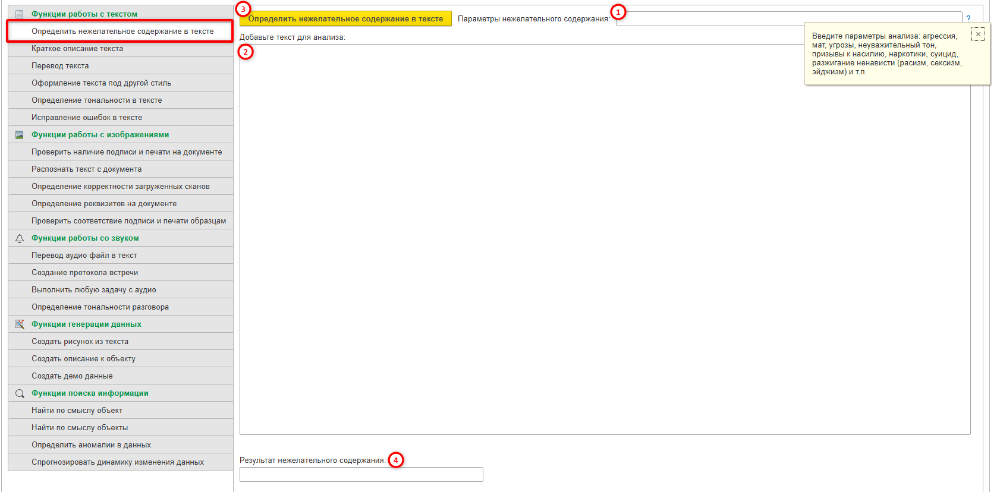 Функции работы с текстом
Определить нежелательное содержание в тексте
Краткое описание текста
Перевод текста
Оформление текста под другой стиль
Определение тональности в тексте
Исправление ошибок в тексте
Функции работы с изображениями
Проверить наличие подписи и печати на документе
Распознать текст с документа
Определение корректности загруженных сканов
Определение реквизитов на документе
Проверить соответствие подписи и печати образцам
Функции работы со звуком
Перевод аудио файл в текст
Создание протокола встречи
Выполнить любую задачу с аудио
Определение тональности разговора
Функции генерации данных
Создать рисунок из текста
Создать описание к объекту
Создать демо данные
Функции поиска информации
Найти по смыслу объект
Найти по смыслу объекты
Определить аномалии в данных
Спрогнозировать динамику изменения данных
3
Определить нежелательное содержание в тексте
Параметры нежелательного содержания:
1
?
Добавьте текст для анализа:
2
Введите параметры анализа: агрессия,
мат, угрозы, неуважительный тон,
призывы к насилию, наркотики, суицид,
разжигание ненависти (расизм, сексизм,
эйджизм) и т.п.
×
Результат нежелательного содержания:
4